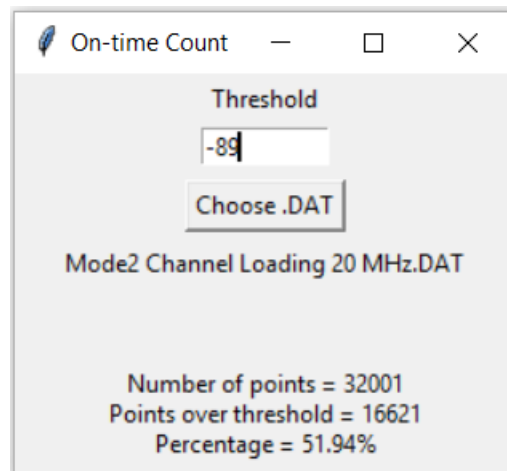 On-time Count
Threshold
-89
Choose .DAT
Mode2 Channel Loading 20 MHz.DAT
Number of points = 32001
Points over threshold = 16621
Percentage = 51.94%